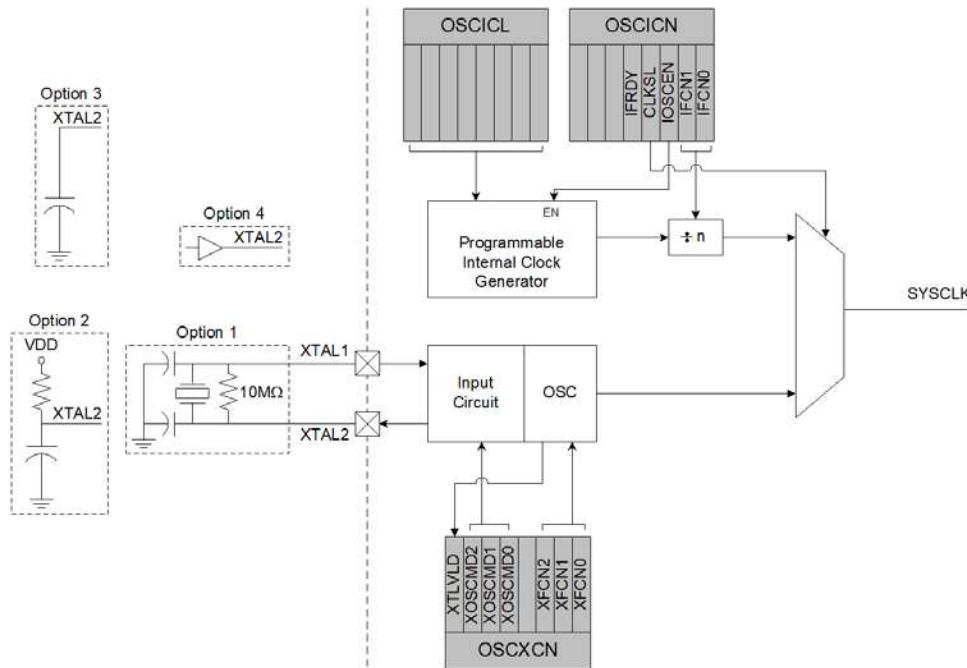 OSCICL
OSCICN
IFRDY
CLKSL
IOSCEN
IFCN1
IFCN0
Option 3
XTAL2
Option 4
XTAL2
EN
Programmable
Internal Clock
Generator
÷ n
SYSCLK
Option 2
VDD
XTAL2
Option 1
10MΩ
XTAL1
XTAL2
Input
Circuit
OSC
XTLVLD
XOSCMD2
XOSCMD1
XOSCMD0
XFCN2
XFCN1
XFCN0
OSCXCN